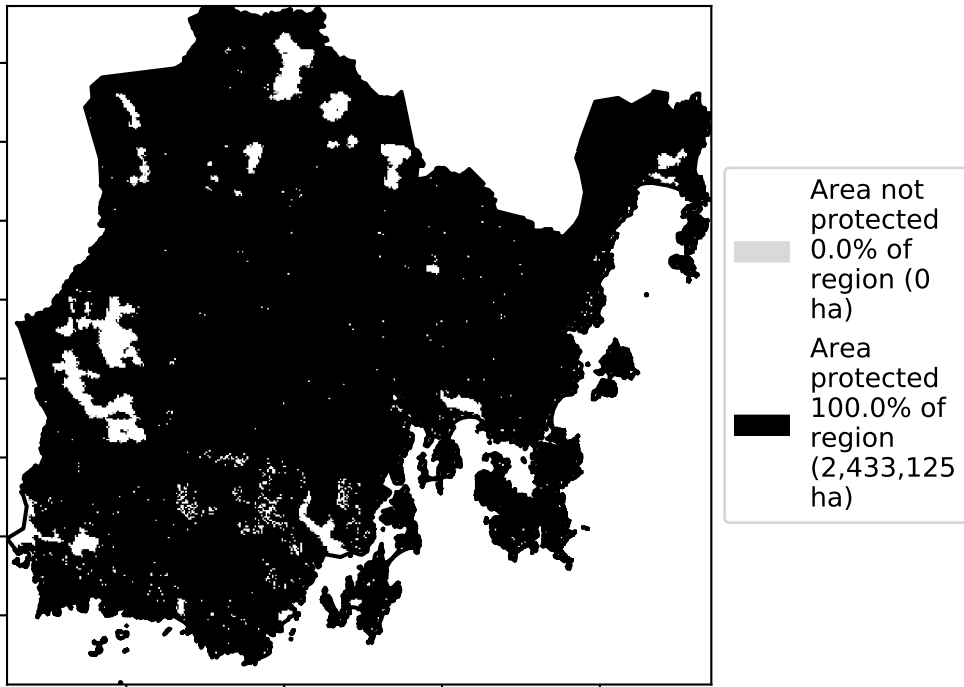 Area not
protected
0.0% of
region (0
ha)
Area
protected
100.0% of
region
(2,433,125
ha)